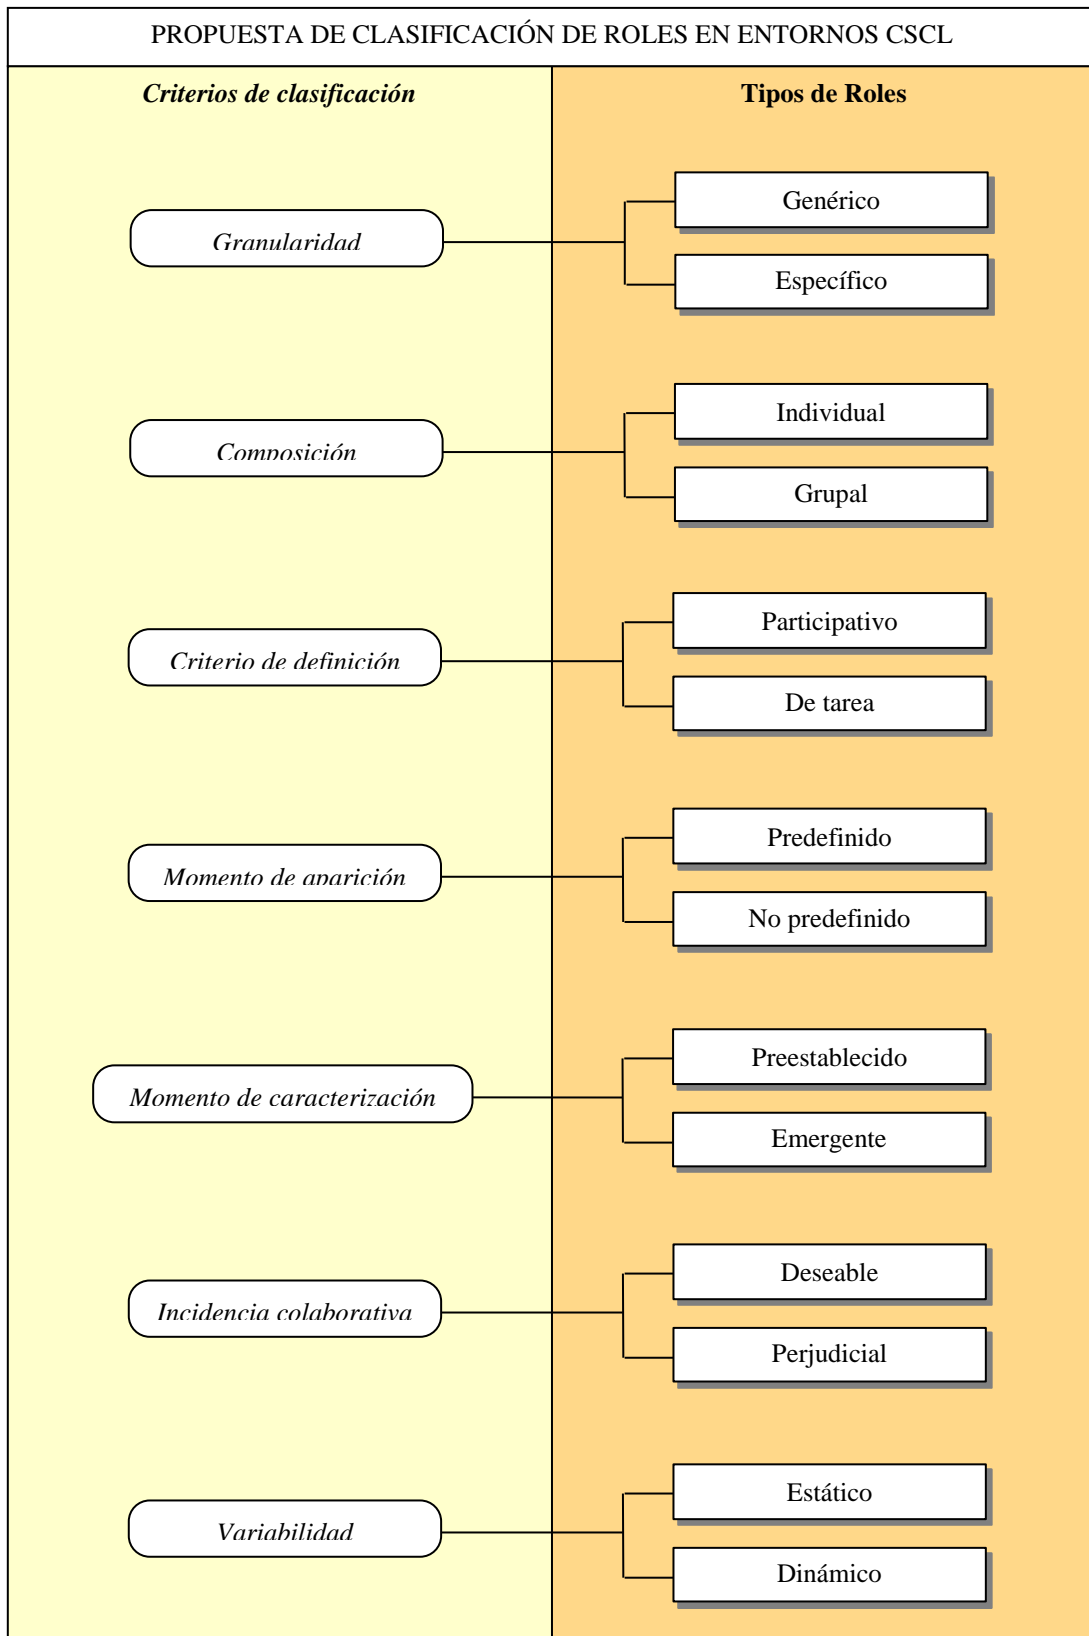 PROPUESTA DE CLASIFICACIÓN DE ROLES EN ENTORNOS CSCL
Criterios de clasificación
Tipos de Roles
Granularidad
Genérico
Específico
Composición
Individual
Grupal
Criterio de definición
Participativo
De tarea
Momento de aparición
Predefinido
No predefinido
Momento de caracterización
Preestablecido
Emergente
Incidencia colaborativa
Deseable
Perjudicial
Variabilidad
Estático
Dinámico